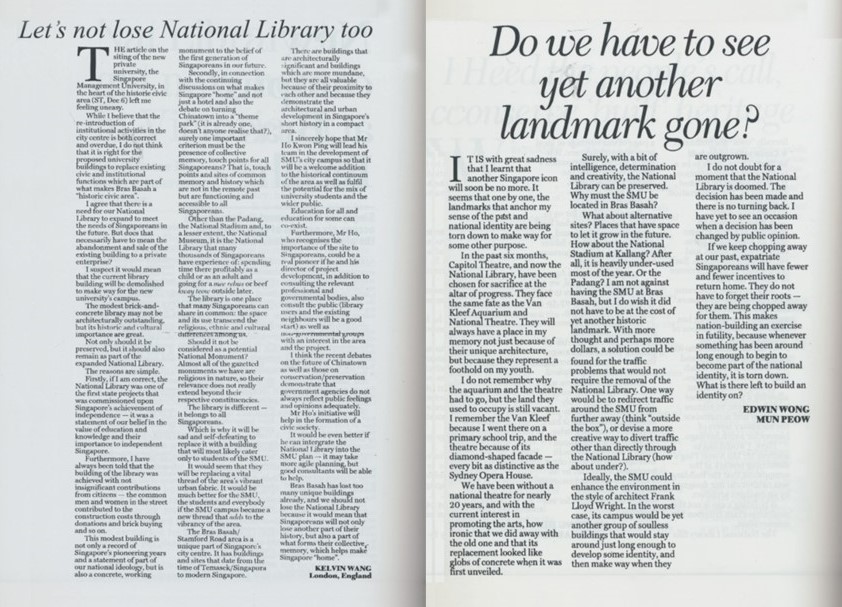 Let's not lose National Library too
THE article on the
siting of the new
private
university, the
Singapore
Management University, in
the heart of the historic civic
area (ST, Dec 6) left me
feeling uneasy.
While I believe that the
re-introduction of
institutional activities in the
city centre is both correct
and overdue, I do not think
that it is right for the
proposed university
buildings to replace existing
civic and institutional
functions which are part of
what makes Bras Basah a
"historic civic area".
I agree there is a
need for our National
Library to expand to meet
the needs of Singaporeans in
the future. But does that
necessarily have to mean the
abandonment and sale of the
existing building to a private
enterprise?
I suspect it would mean
that the current library
building will be demolished
to make way for the new
university's campus.
The modest brick-and-
concrete library may not be
architecturally outstanding,
but its historic and cultural
importance are great.
Not only should it be
preserved, but it should also
remain as part of the
expanded National Library.
The reasons are simple.
Firstly, if I am correct, the
National Library was one of
the first state projects that
was commissioned upon
Singapore's achievement of
independence — it was a
statement of our belief in the
value of education and
knowledge and their
importance to independent
Singapore.
Furthermore, I have
always been told that the
building of the library was
achieved with not
insignificant contributions
from citizens — the common
men and women in the street
contributed to the
construction costs through
donations and brick buying
and so on.
This modest building is
not only a record of
Singapore's pioneering years
and a statement of part of
our national ideology, but is
also a concrete, working
monument to the belief of
the first generation of
Singaporeans in our future.
Secondly, in connection
with the continuing
discussions on what makes
Singapore "home" and not
just a hotel and also the
debate on turning
Chinatown into a "theme
park" (it is already one,
doesn't anyone realise that?),
surely one important
criterion must be the
presence of collective
memory, touch points for all
Singaporeans? That is, touch
points and sites of common
memory and history which
are not in the remote past
but are functioning and
accessible to all
Singaporeans.
Other than the Padang,
the National Stadium and, to
a lesser extent, the National
Museum, it is the National
Library that many
thousands of Singaporeans
have experience of: spending
time there profitably as a
child or as an adult and
going for a mee rebus or beef
kway teow outside later.
The library is one place
that many Singaporeans can
share in common: the space
and its use transcend the
religious, ethnic and cultural
differences among us.
Should it not be
considered as a potential
National Monument?
Almost all of the gazetted
monuments we have are
religious in nature, so their
relevance does not really
extend beyond their
respective constituencies.
The library is different —
it belongs to all
Singaporeans.
Which is why it will be
sad and self-defeating to
replace it with a building
that will most likely cater
only to students of the SMU.
It would seem that they
will be replacing a vital
thread of the area's vibrant
urban fabric. It would be
much better for the SMU,
the students and everybody
if the SMU campus became a
new thread that adds to the
vibrancy of the area.
The Bras Basah/
Stamford Road area is a
unique part of Singapore's
city centre. It has buildings
and sites that date from the
time of Temasek/Singapura
to modern Singapore.
There are buildings that
are architecturally
significant and buildings
which are more mundane,
but they are all valuable
because of their proximity to
each other and because they
demonstrate the
architectural and urban
development in Singapore's
short history in a compact
area.
I sincerely hope that Mr
Ho Kwon Ping will lead his
team in the development of
SMU's city campus so that it
will be a welcome addition
to the historical continuum
of the area as well as fulfil
the potential for the mix of
university students and the
wider public.
Education for all and
education for some can
co-exist.
Furthermore, Mr Ho,
who recognises the
importance of the site to
Singaporeans, could be a
real pioneer if he and his
director of project
development, in addition to
consulting the relevant
professional and
governmental bodies, also
consult the public (library
users and the existing
neighbours will be a good
start) as well as
non-governmental groups
with an interest in the area
and the project.
I think the recent debates
on the future of Chinatown
as well as those on
conservation/preservation
demonstrate that
government agencies do not
always reflect public feelings
and opinions adequately.
Mr Ho's initiative will
help in the formation of a
civic society.
It would be even better if
he can intergrate the
National Library into the
SMU plan — it may take
more agile planning, but
good consultants will be able
to help.
Bras Basah has lost too
many unique buildings
already, and we should not
lose the National Library
because it would mean that
Singaporeans will not only
lose another part of their
history, but also a part of
what forms their collective
memory, which helps make
Singapore "home".
KELVIN WANG
London, England
Do we have to see
yet another
landmark gone?
IT IS with great sadness
that I learnt that
another Singapore icon
will soon be no more. It
seems that one by one, the
landmarks that anchor my
sense of the past and
national identity are being
torn down to make way for
some other purpose.
In the past six months,
Capitol Theatre, and now the
National Library, have been
chosen for sacrifice at the
altar of progress. They face
the same fate as the Van
Kleef Aquarium and
National Theatre. They will
always have a place in my
memory not just because of
their unique architecture,
but because they represent a
foothold on my youth.
I do not remember why
the aquarium and the theatre
had to go, but the land they
used to occupy is still vacant.
I remember the Van Kleef
because I went there on a
primary school trip, and the
theatre because of its
diamond-shaped facade —
every bit as distinctive as the
Sydney Opera House.
We have been without a
national theatre for nearly
20 years, and with the
current interest in
promoting the arts, how
ironic that we did away with
the old one and that its
replacement looked like
globs of concrete when it was
first unveiled.
Surely, with a bit of
intelligence, determination
and creativity, the National
Library can be preserved.
Why must the SMU be
located in Bras Basah?
What about alternative
sites? Places that have space
to let it grow in the future.
How about the National
Stadium at Kallang? After
all, it is heavily under-used
most of the year. Or the
Padang? I am not against
having the SMU at Bras
Basah, but I do wish it did
not have to be at the cost of
yet another historic
landmark. With more
thought and perhaps more
dollars, a solution could be
found for the traffic
problems that would not
require the removal of the
National Library. One way
would be to redirect traffic
around the SMU from
further away (think "outside
the box"), or devise a more
creative way to divert traffic
other than directly through
the National Library (how
about under?).
Ideally, the SMU could
enhance the environment in
the style of architect Frank
Lloyd Wright. In the worst
case, its campus would be yet
another group of soulless
buildings that would stay
around just long enough to
develop some identity, and
then make way when they
are outgrown.
I do not doubt for a
moment that the National
Library is doomed. The
decision has been made and
there is no turning back. I
have yet to see an occasion
when a decision has been
changed by public opinion.
If we keep chopping away
at our past, expatriate
Singaporeans will have fewer
and fewer incentives to
return home. They do not
have to forget their roots —
they are being chopped away
for them. This makes
nation-building an exercise
in futility, because whenever
something has been around
long enough to begin to
become part of the national
identity, it is torn down.
What is there left to build an
identity on?
EDWIN WONG
MUN PEOW